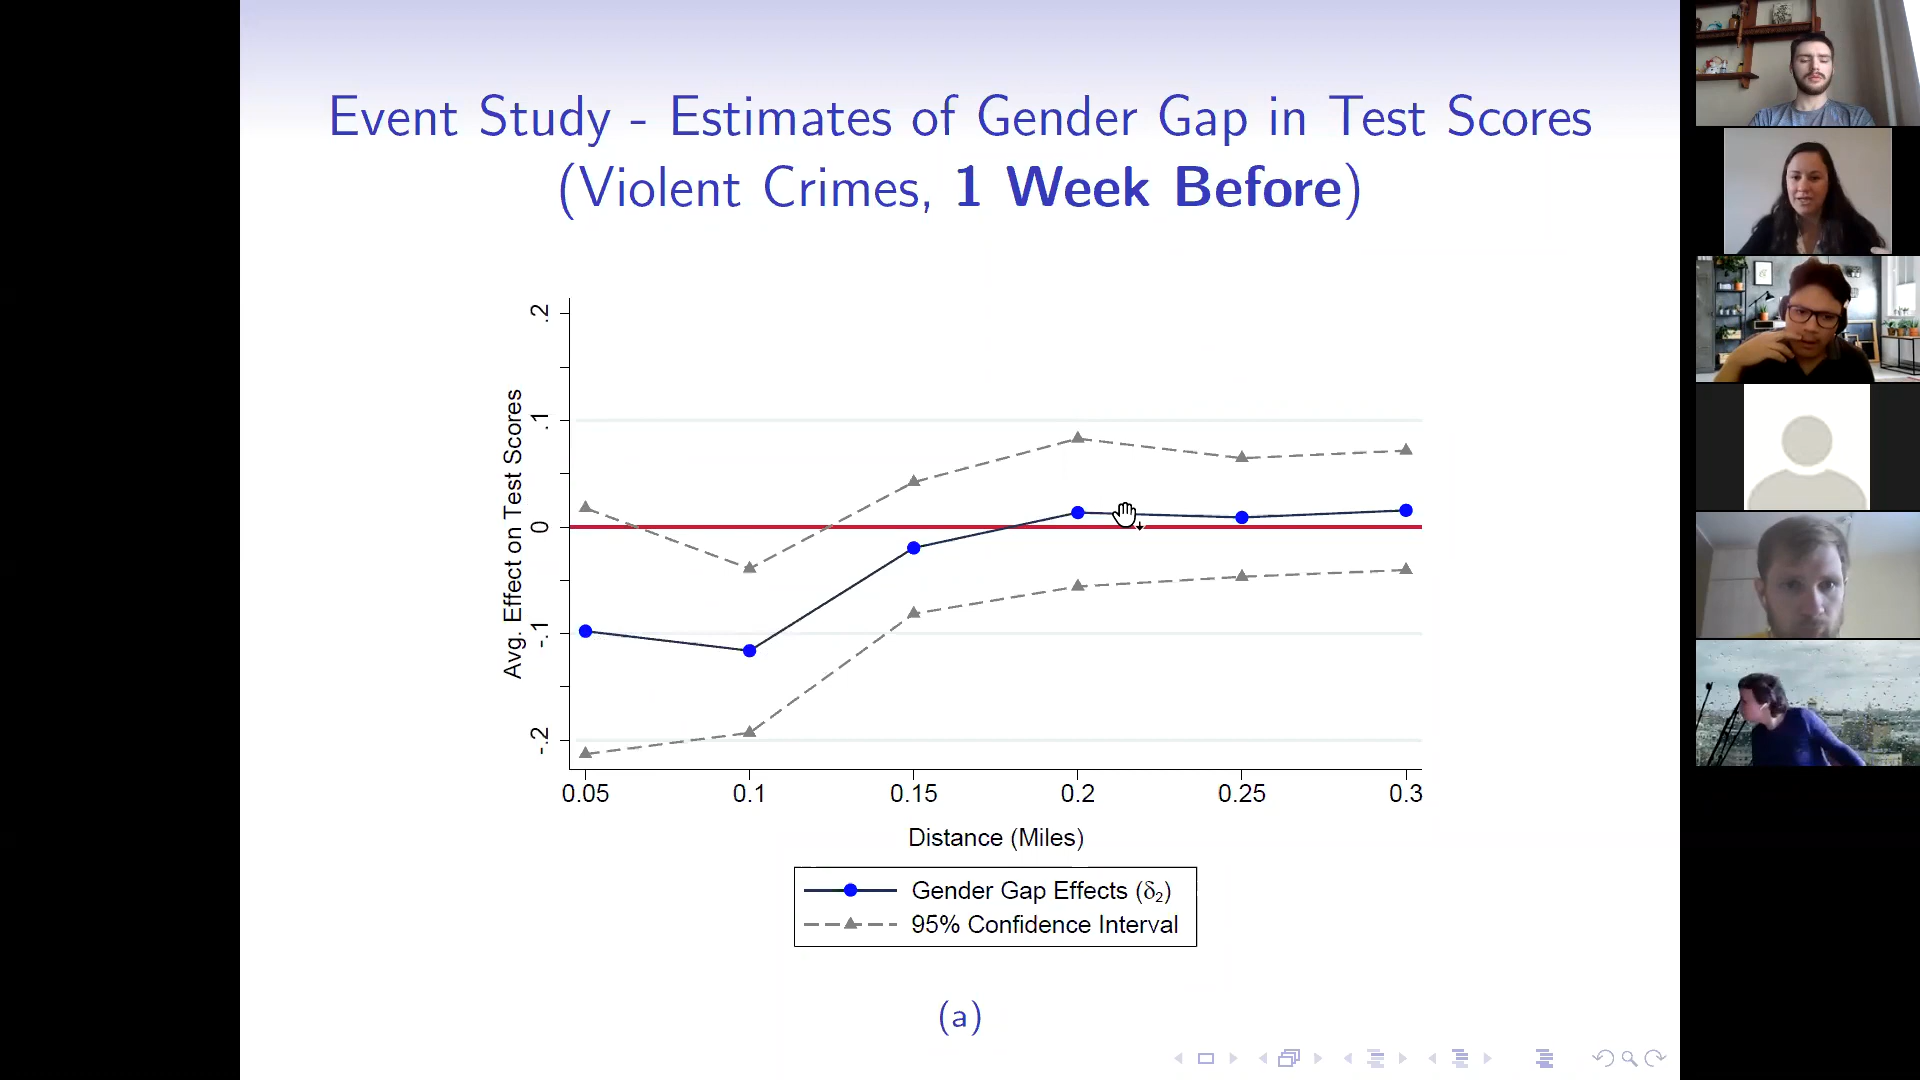 Event Study - Estimates of Gender Gap in Test Scores
(Violent Crimes, 1 Week Before)
Avg. Effect on Test Scores
.2
.1
0
-.1
-.2
0.05 0.1 0.15 0.2 0.25 0.3
Distance (Miles)
Gender Gap Effects (δ₂)
95% Confidence Interval
(a)